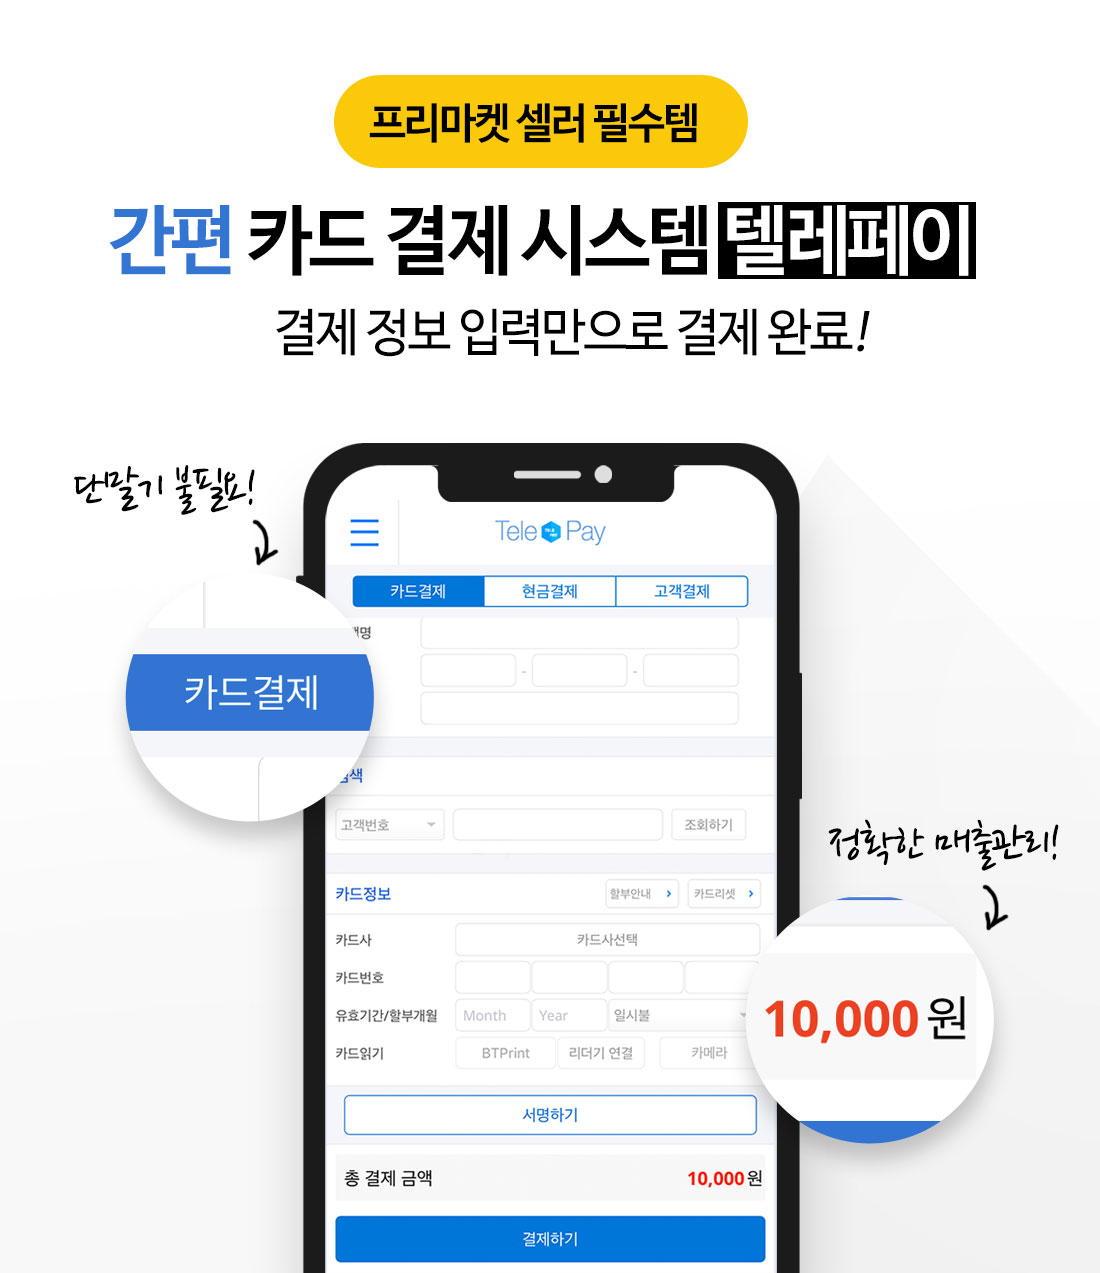 프리마켓 셀러 필수템
간편 카드 결제 시스템 텔레페이
결제 정보 입력만으로 결제 완료!
단말기 불필요!
Tele Pay
카드결제 현금결제 고객결제
카드결제
- -
고객번호 조회하기
정확한 매출관리!
카드정보 할부안내 카드리셋
카드사 카드사선택
카드번호
유효기간/할부개월 Month Year 일시불
10,000원
카드읽기 BTPrint 리더기 연결 카메라
서명하기
총 결제 금액 10,000원
결제하기